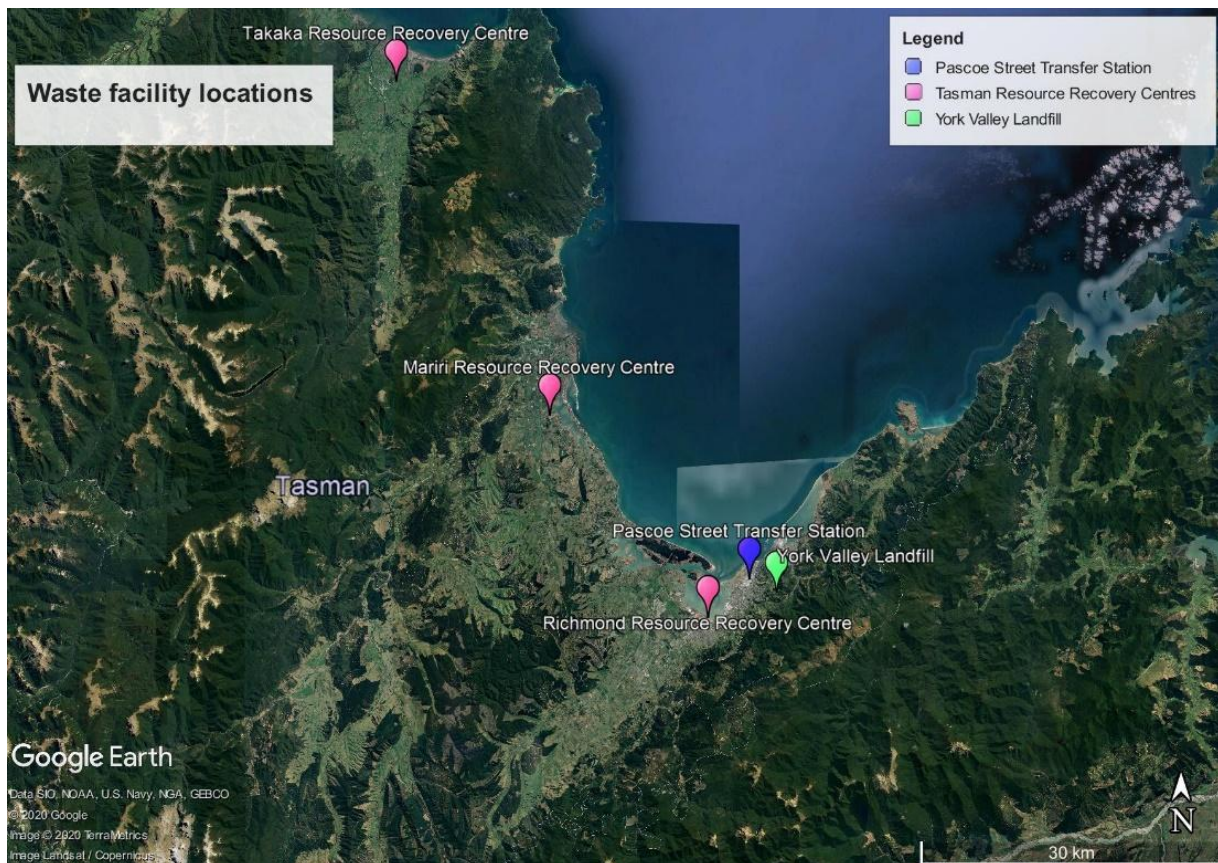 Takaka Resource Recovery Centre
Waste facility locations
Legend
Pascoe Street Transfer Station
Tasman Resource Recovery Centres
York Valley Landfill
Mariri Resource Recovery Centre
Tasman
Pascoe Street Transfer Station
York Valley Landfill
Richmond Resource Recovery Centre
Google Earth
Data SIO, NOAA, U.S. Navy, NGA, GEBCO
© 2020 Google
Image © 2020 TerraMetrics
Image Landsat / Copernicus
N
30 km